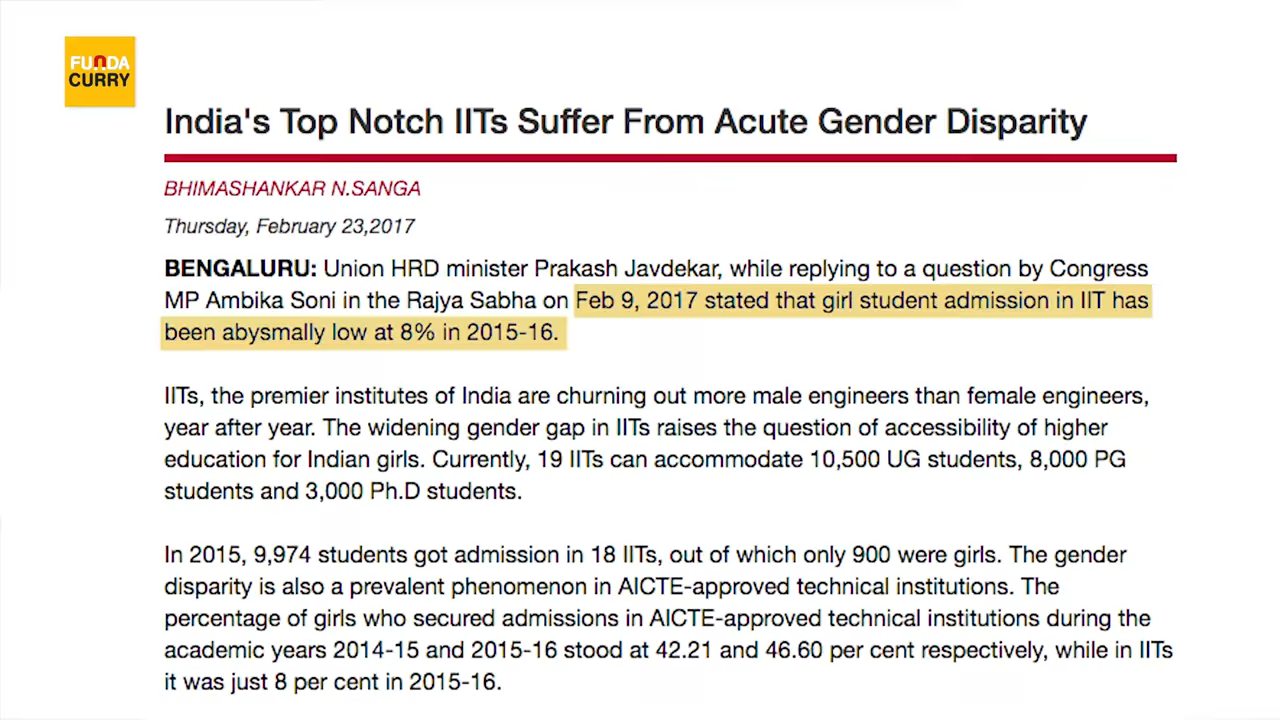 FUNDA
CURRY
India's Top Notch IITs Suffer From Acute Gender Disparity
BHIMASHANKAR N.SANGA
Thursday, February 23,2017
BENGALURU: Union HRD minister Prakash Javdekar, while replying to a question by Congress
MP Ambika Soni in the Rajya Sabha on Feb 9, 2017 stated that girl student admission in IIT has
been abysmally low at 8% in 2015-16.
IITs, the premier institutes of India are churning out more male engineers than female engineers,
year after year. The widening gender gap in IITs raises the question of accessibility of higher
education for Indian girls. Currently, 19 IITs can accommodate 10,500 UG students, 8,000 PG
students and 3,000 Ph.D students.
In 2015, 9,974 students got admission in 18 IITs, out of which only 900 were girls. The gender
disparity is also a prevalent phenomenon in AICTE-approved technical institutions. The
percentage of girls who secured admissions in AICTE-approved technical institutions during the
academic years 2014-15 and 2015-16 stood at 42.21 and 46.60 per cent respectively, while in IITs
it was just 8 per cent in 2015-16.